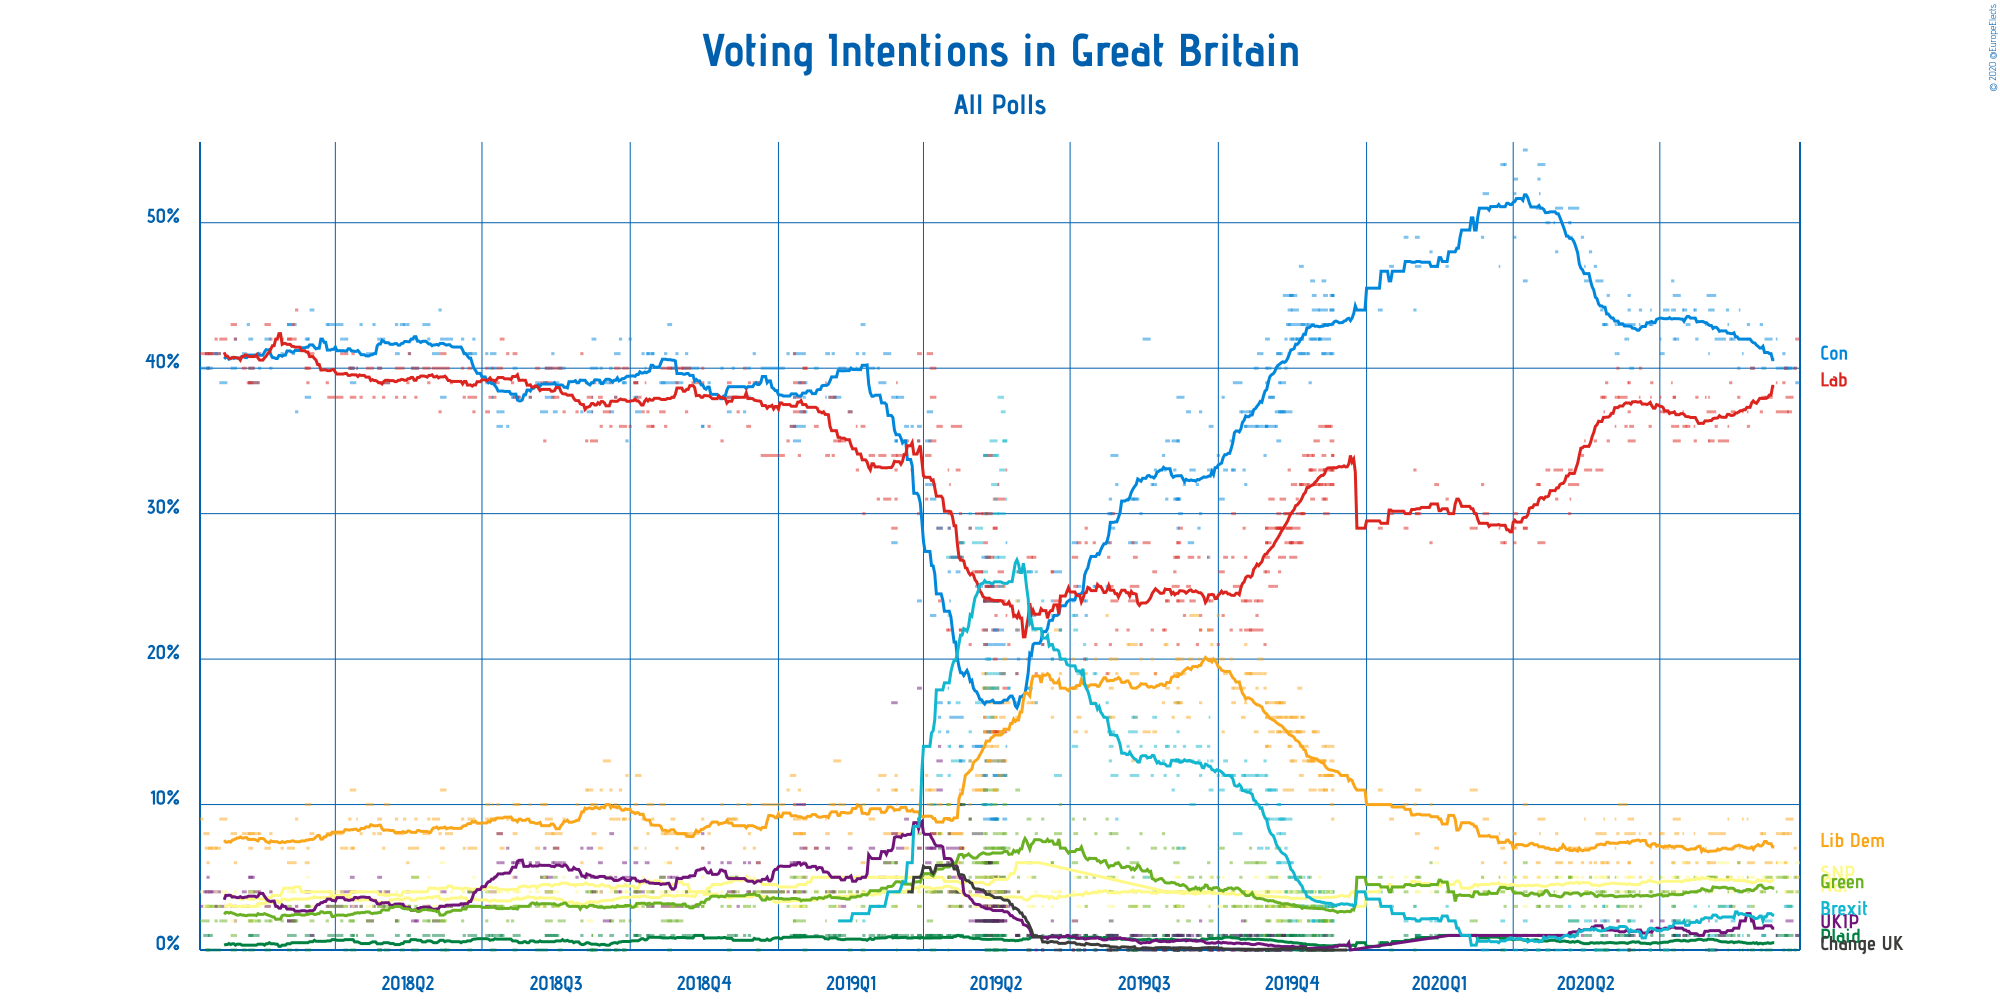 © 2020 @EuropeElects
Voting Intentions in Great Britain
All Polls
50%
40%
30%
20%
10%
0%
Con
Lab
Lib Dem
SNP
Green
Brexit
UKIP
Plaid
Change UK
2018Q2
2018Q3
2018Q4
2019Q1
2019Q2
2019Q3
2019Q4
2020Q1
2020Q2